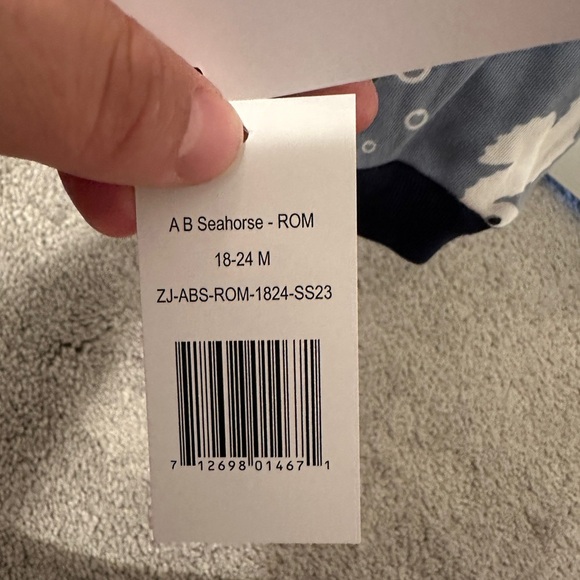 A B Seahorse - ROM
18-24 M
ZJ-ABS-ROM-1824-SS23
7 12698 01467 1